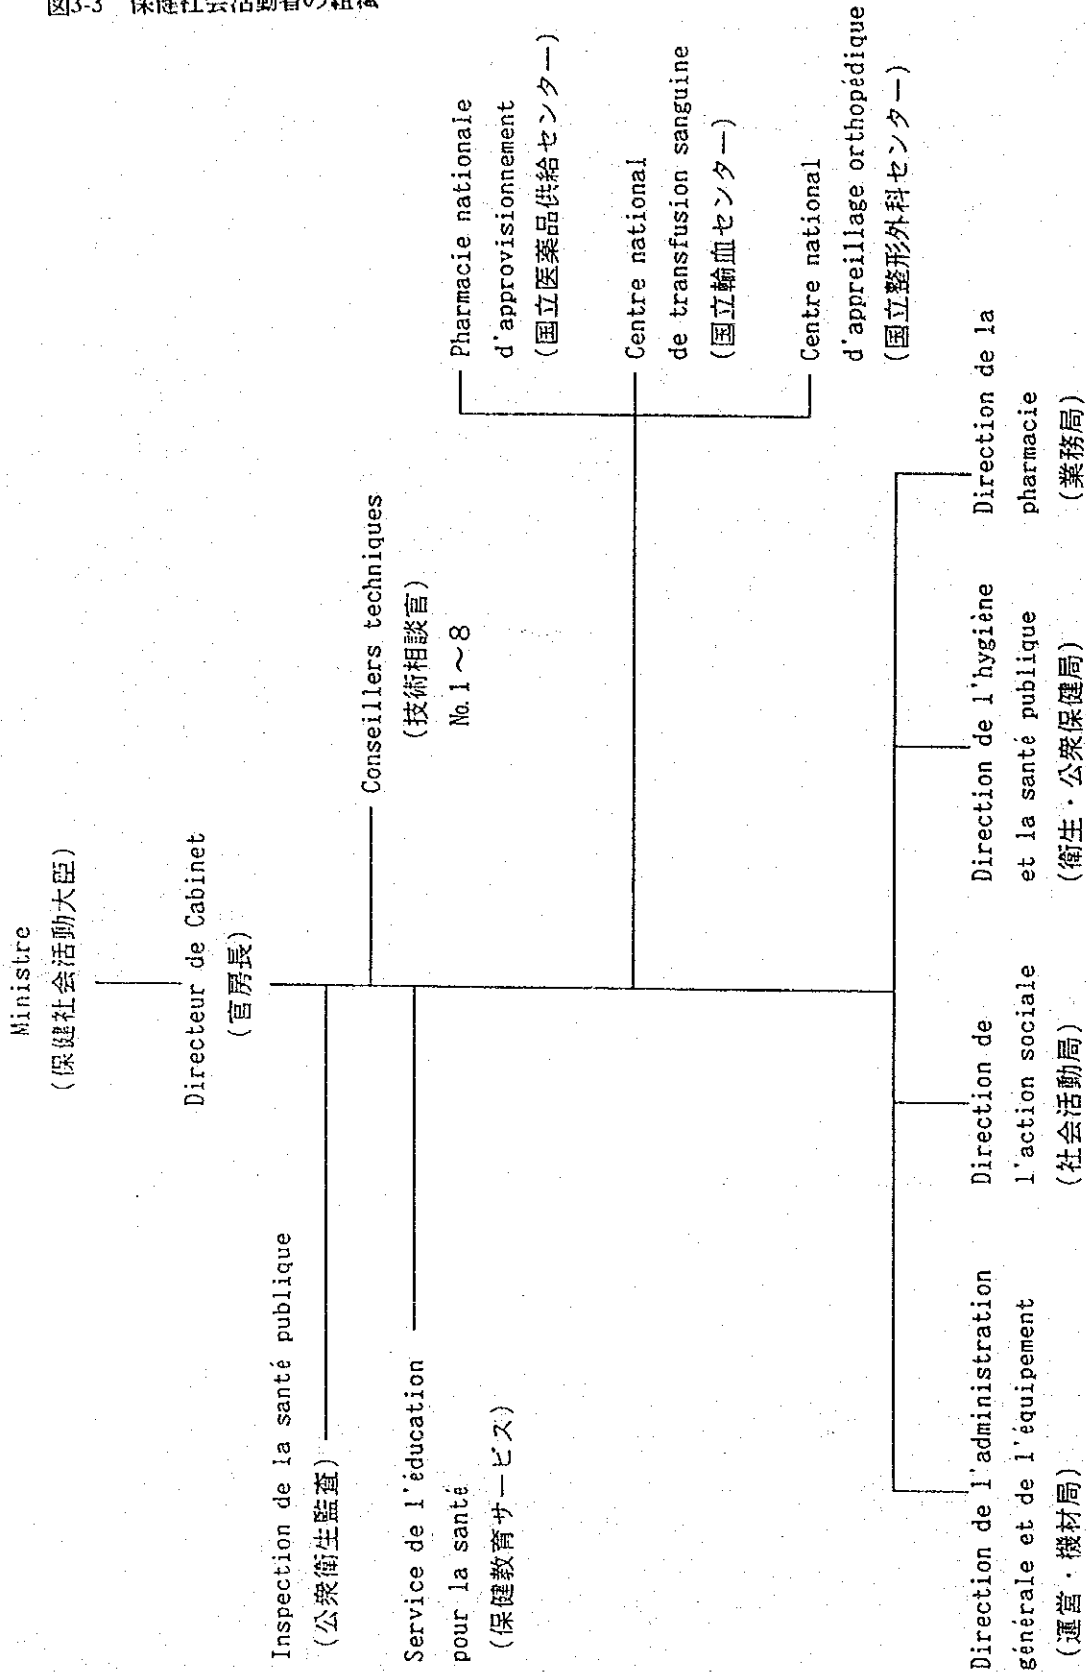 図3-3 保健社会活動省の組織
Ministre
(保健社会活動大臣)
Directeur de Cabinet
(官房長)
Inspection de la santé publique
(公衆衛生監査)
Conseillers techniques
(技術相談官)
No.1～8
Service de l'éducation
pour la santé
(保健教育サービス)
Pharmacie nationale
d'approvisionnement
(国立医薬品供給センター)
Centre national
de transfusion sanguine
(国立輸血センター)
Centre national
d'appreillage orthopédique
(国立整形外科センター)
Direction de l'administration
générale et de l'équipement
(運営・機材局)
Direction de
l'action sociale
(社会活動局)
Direction de l'hygiène
et la santé publique
(衛生・公衆保健局)
Direction de la
pharmacie
(業務局)